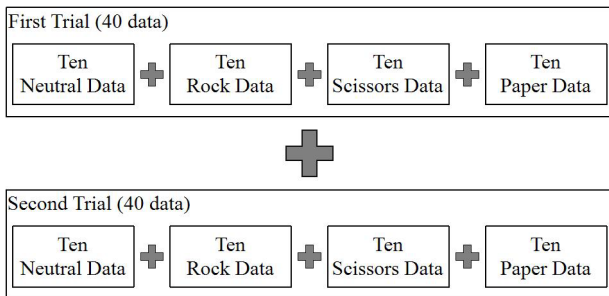 First Trial (40 data)
Ten
Neutral Data
Ten
Rock Data
Ten
Scissors Data
Ten
Paper Data
Second Trial (40 data)
Ten
Neutral Data
Ten
Rock Data
Ten
Scissors Data
Ten
Paper Data